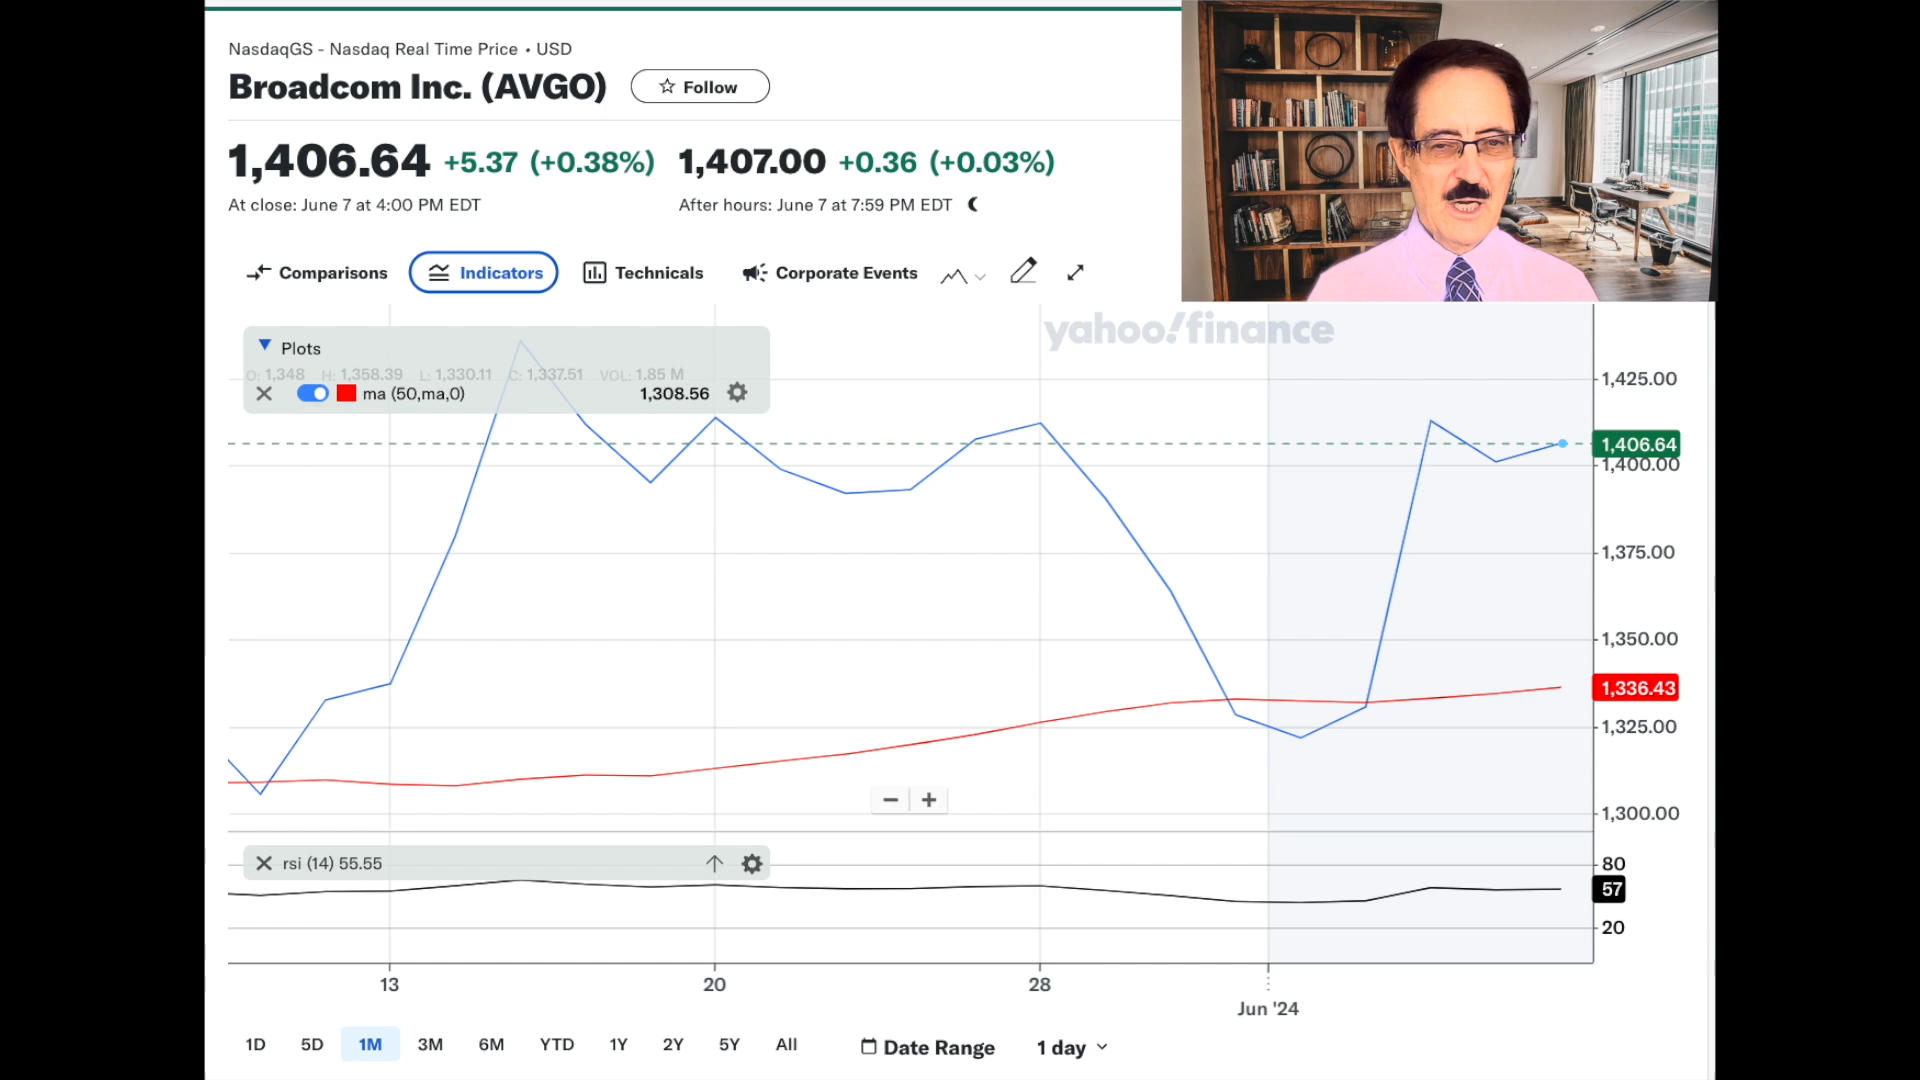 NasdaqGS - Nasdaq Real Time Price • USD
Broadcom Inc. (AVGO)
Follow
1,406.64 +5.37 (+0.38%) 1,407.00 +0.36 (+0.03%)
At close: June 7 at 4:00 PM EDT After hours: June 7 at 7:59 PM EDT
Comparisons Indicators Technicals Corporate Events
yahoo!finance
Plots
O: 1,348 H: 1,358.39 L: 1,330.11 C: 1,337.51 VOL: 1.85 M
ma (50,ma,0) 1,308.56
1,425.00
1,406.64
1,400.00
1,375.00
1,350.00
1,336.43
1,325.00
1,300.00
rsi (14) 55.55
80
57
20
13 20 28
Jun '24
1D 5D 1M 3M 6M YTD 1Y 2Y 5Y All Date Range 1 day